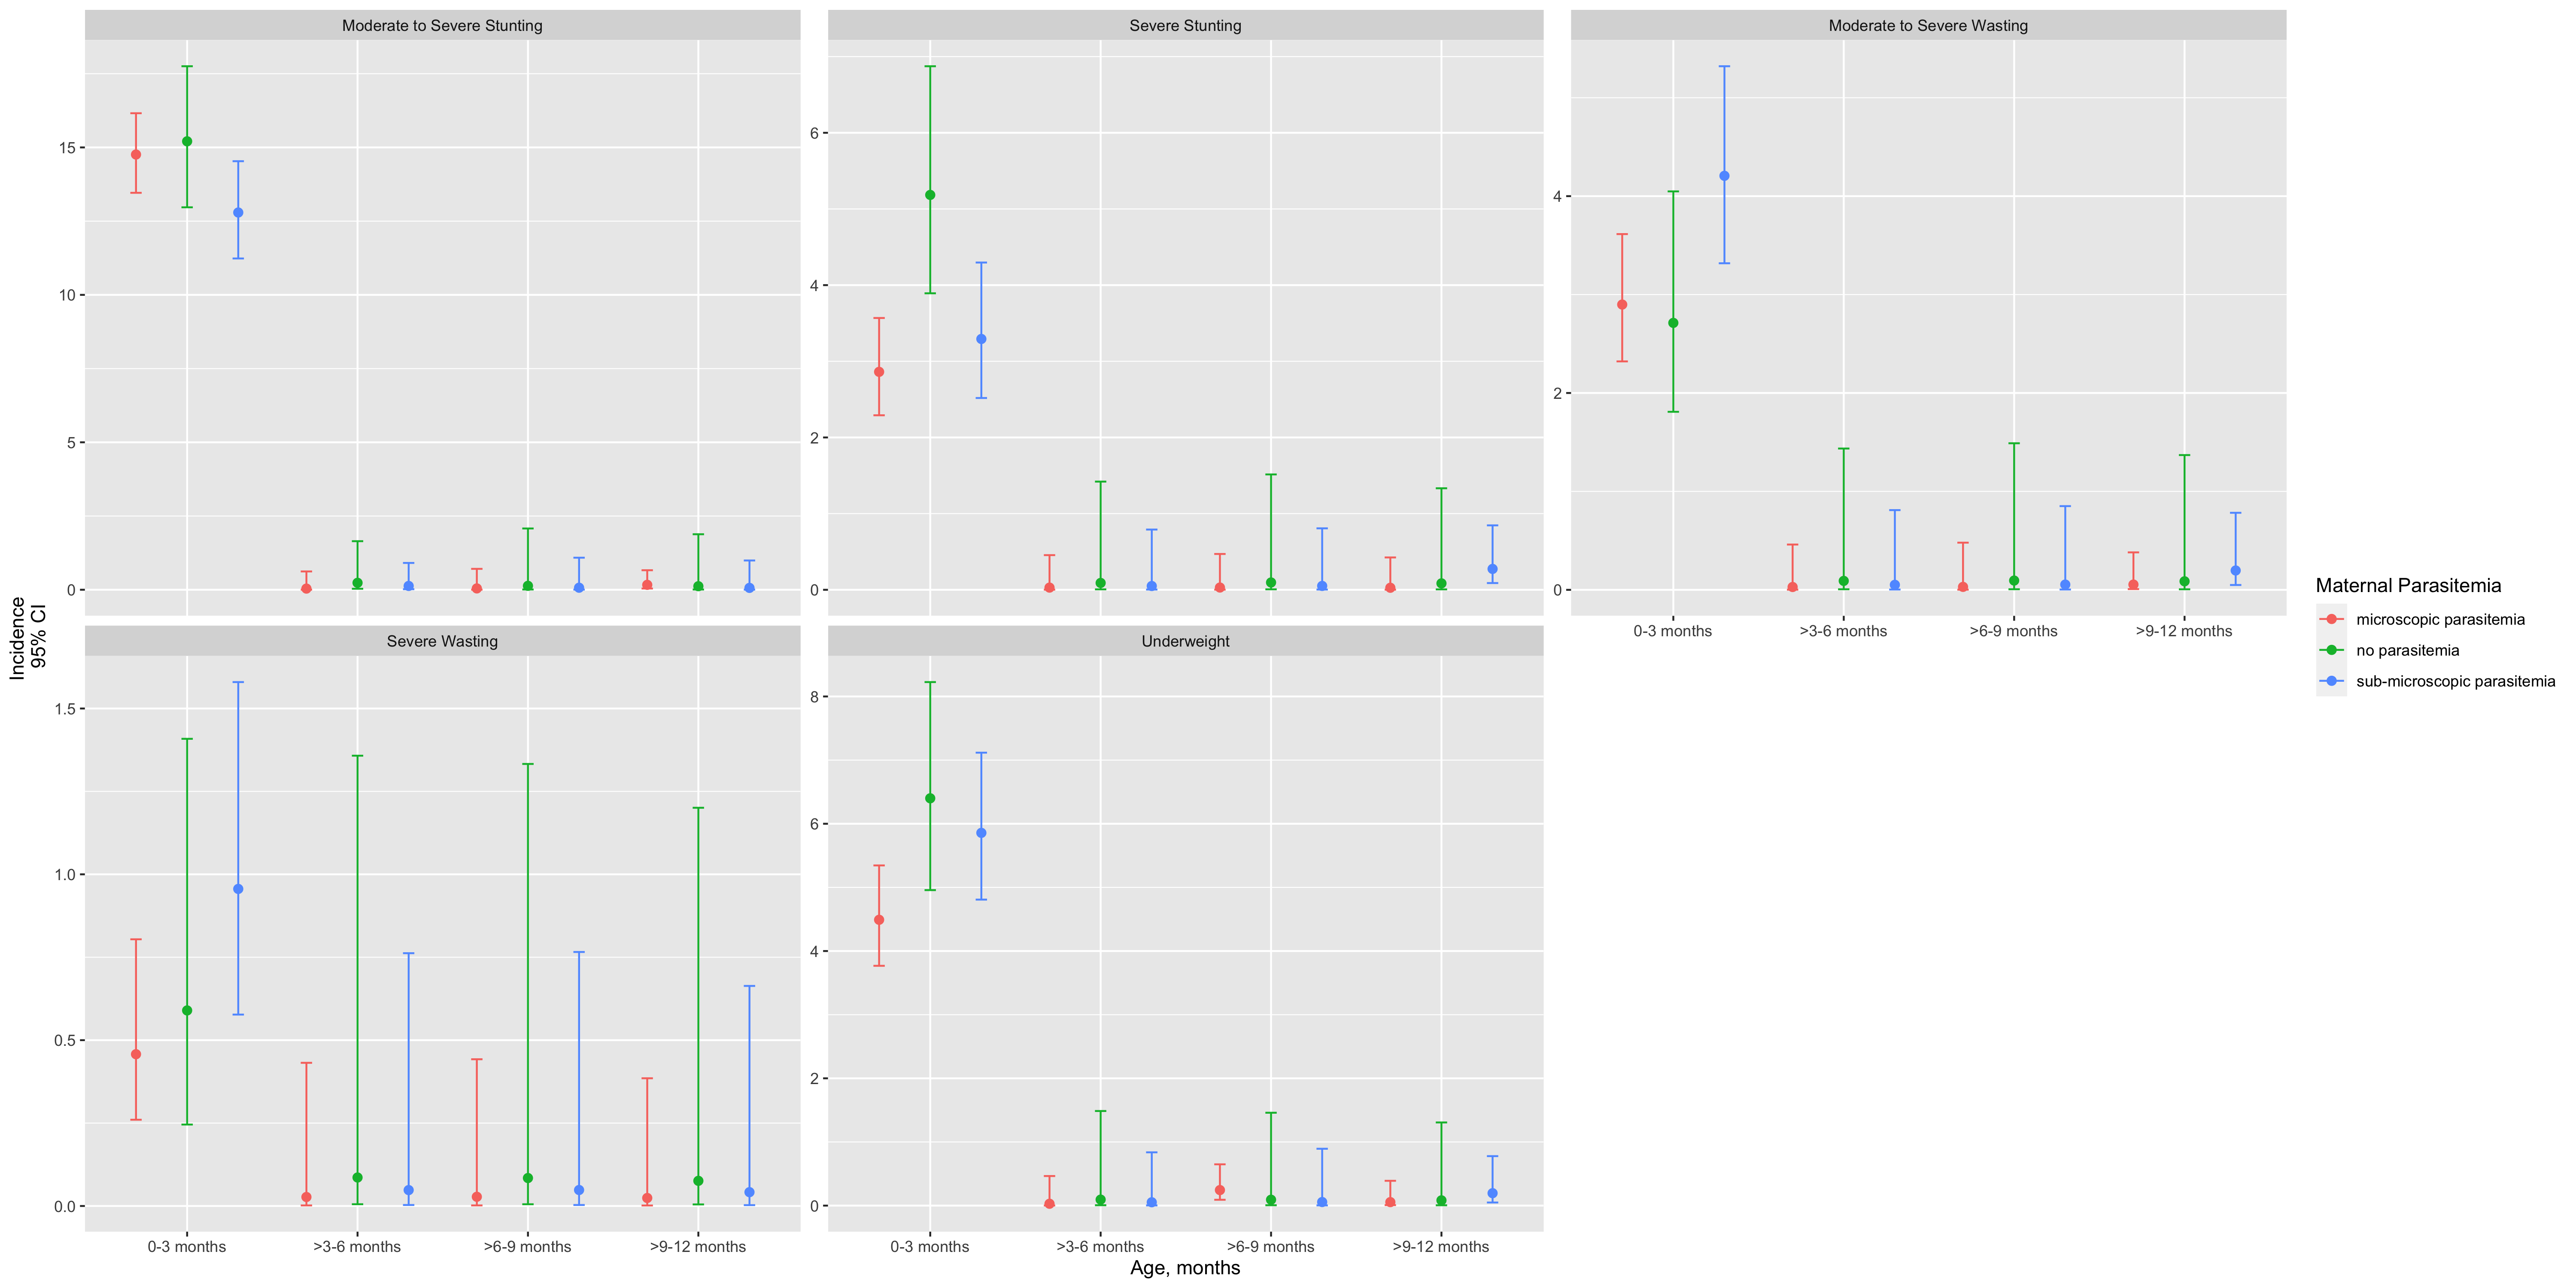 Moderate to Severe Stunting
Severe Stunting
Moderate to Severe Wasting
15
10
5
0
6
4
2
0
4
2
0
0-3 months
>3-6 months
>6-9 months
>9-12 months
Incidence
95% CI
Severe Wasting
Underweight
1.5
1.0
0.5
0.0
8
6
4
2
0
0-3 months
>3-6 months
>6-9 months
>9-12 months
0-3 months
>3-6 months
>6-9 months
>9-12 months
Age, months
Maternal Parasitemia
microscopic parasitemia
no parasitemia
sub-microscopic parasitemia